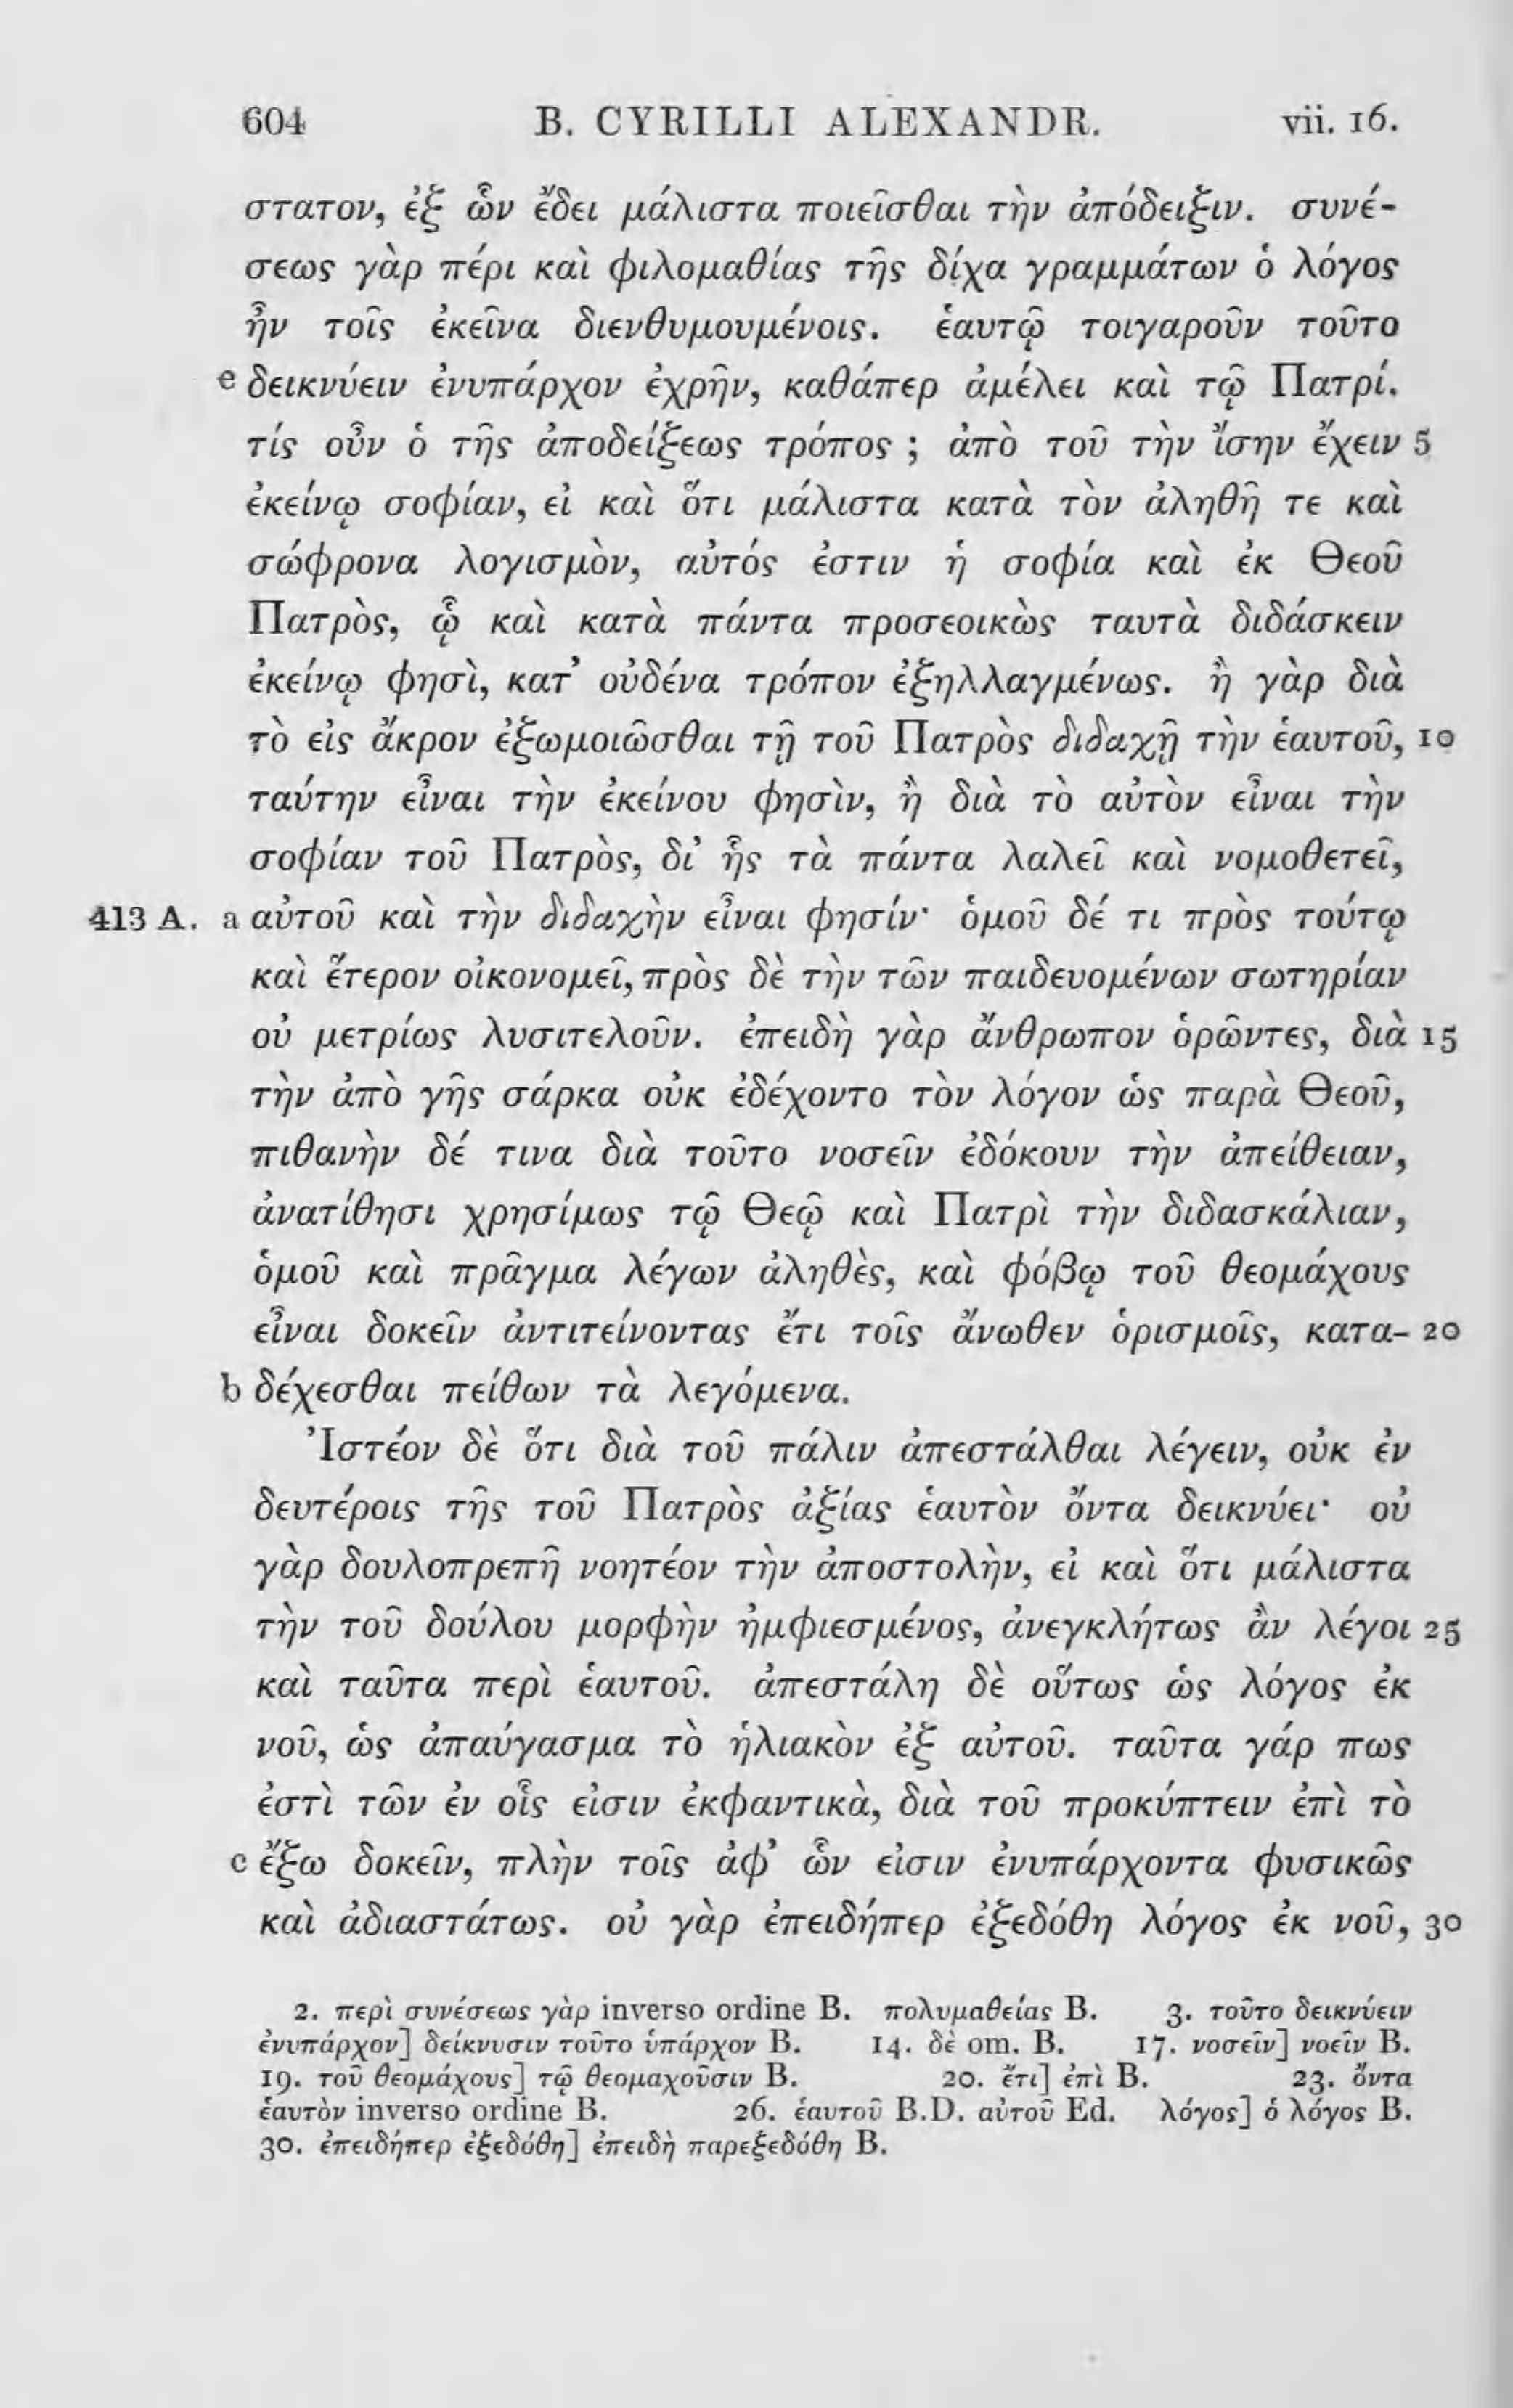 604 B. CYRILLI ALEXANDR. vii. 16.
στατον, ἐξ ὧν ἔδει μάλιστα ποιεῖσθαι τὴν ἀπόδειξιν. συνέ-
σεως γὰρ πέρι καὶ φιλομαθίας τῆς δίχα γραμμάτων ὁ λόγος
ἦν τοῖς ἐκεῖνα διενθυμουμένοις. ἑαυτῷ τοιγαροῦν τοῦτο
e δεικνύειν ἐνυπάρχον ἐχρῆν, καθάπερ ἀμέλει καὶ τῷ Πατρί.
τίς οὖν ὁ τῆς ἀποδείξεως τρόπος ; ἀπὸ τοῦ τὴν ἴσην ἔχειν 5
ἐκείνῳ σοφίαν, εἰ καὶ ὅτι μάλιστα κατὰ τὸν ἀληθῆ τε καὶ
σώφρονα λογισμὸν, αὐτός ἐστιν ἡ σοφία καὶ ἐκ Θεοῦ
Πατρὸς, ᾧ καὶ κατὰ πάντα προσεοικὼς ταυτὰ διδάσκειν
ἐκείνῳ φησὶ, κατ’ οὐδένα τρόπον ἐξηλλαγμένως. ἢ γὰρ διὰ
τὸ εἰς ἄκρον ἐξωμοιῶσθαι τῇ τοῦ Πατρὸς διδαχῇ τὴν ἑαυτοῦ, 10
ταύτην εἶναι τὴν ἐκείνου φησὶν, ἢ διὰ τὸ αὐτὸν εἶναι τὴν
σοφίαν τοῦ Πατρὸς, δι’ ἧς τὰ πάντα λαλεῖ καὶ νομοθετεῖ,
413 A. a αὐτοῦ καὶ τὴν διδαχὴν εἶναι φησίν· ὁμοῦ δέ τι πρὸς τούτῳ
καὶ ἕτερον οἰκονομεῖ, πρὸς δὲ τὴν τῶν παιδευομένων σωτηρίαν
οὐ μετρίως λυσιτελοῦν. ἐπειδὴ γὰρ ἄνθρωπον ὁρῶντες, διὰ 15
τὴν ἀπὸ γῆς σάρκα οὐκ ἐδέχοντο τὸν λόγον ὡς παρὰ Θεοῦ,
πιθανὴν δέ τινα διὰ τοῦτο νοσεῖν ἐδόκουν τὴν ἀπείθειαν,
ἀνατίθησι χρησίμως τῷ Θεῷ καὶ Πατρὶ τὴν διδασκάλιαν,
ὁμοῦ καὶ πρᾶγμα λέγων ἀληθὲς, καὶ φόβῳ τοῦ θεομάχους
εἶναι δοκεῖν ἀντιτείνοντας ἔτι τοῖς ἄνωθεν ὁρισμοῖς, κατα- 20
b δέχεσθαι πείθων τὰ λεγόμενα.
Ἰστέον δὲ ὅτι διὰ τοῦ πάλιν ἀπεστάλθαι λέγειν, οὐκ ἐν
δευτέροις τῆς τοῦ Πατρὸς ἀξίας ἑαυτὸν ὄντα δεικνύει· οὐ
γὰρ δουλοπρεπῆ νοητέον τὴν ἀποστολὴν, εἰ καὶ ὅτι μάλιστα
τὴν τοῦ δούλου μορφὴν ἠμφιεσμένος, ἀνεγκλήτως ἂν λέγοι 25
καὶ ταῦτα περὶ ἑαυτοῦ. ἀπεστάλη δὲ οὕτως ὡς λόγος ἐκ
νοῦ, ὡς ἀπαύγασμα τὸ ἡλιακὸν ἐξ αὐτοῦ. ταῦτα γάρ πως
ἐστὶ τῶν ἐν οἷς εἰσιν ἐκφαντικὰ, διὰ τοῦ προκύπτειν ἐπὶ τὸ
c ἔξω δοκεῖν, πλὴν τοῖς ἀφ’ ὧν εἰσιν ἐνυπάρχοντα φυσικῶς
καὶ ἀδιαστάτως. οὐ γὰρ ἐπειδήπερ ἐξεδόθη λόγος ἐκ νοῦ, 30
2. περὶ συνέσεως γὰρ inverso ordine B. πολυμαθείας B. 3. τοῦτο δεικνύειν
ἐνυπάρχον] δείκνυσιν τοῦτο ὑπάρχον B. 14. δὲ om. B. 17. νοσεῖν] νοεῖν B.
19. τοῦ θεομάχους] τῷ θεομαχοῦσιν B. 20. ἔτι] ἐπὶ B. 23. ὄντα
ἑαυτὸν inverso ordine B. 26. ἑαυτοῦ B.D. αὐτοῦ Ed. λόγος] ὁ λόγος B.
30. ἐπειδήπερ ἐξεδόθη] ἐπειδὴ παρεξεδόθη B.